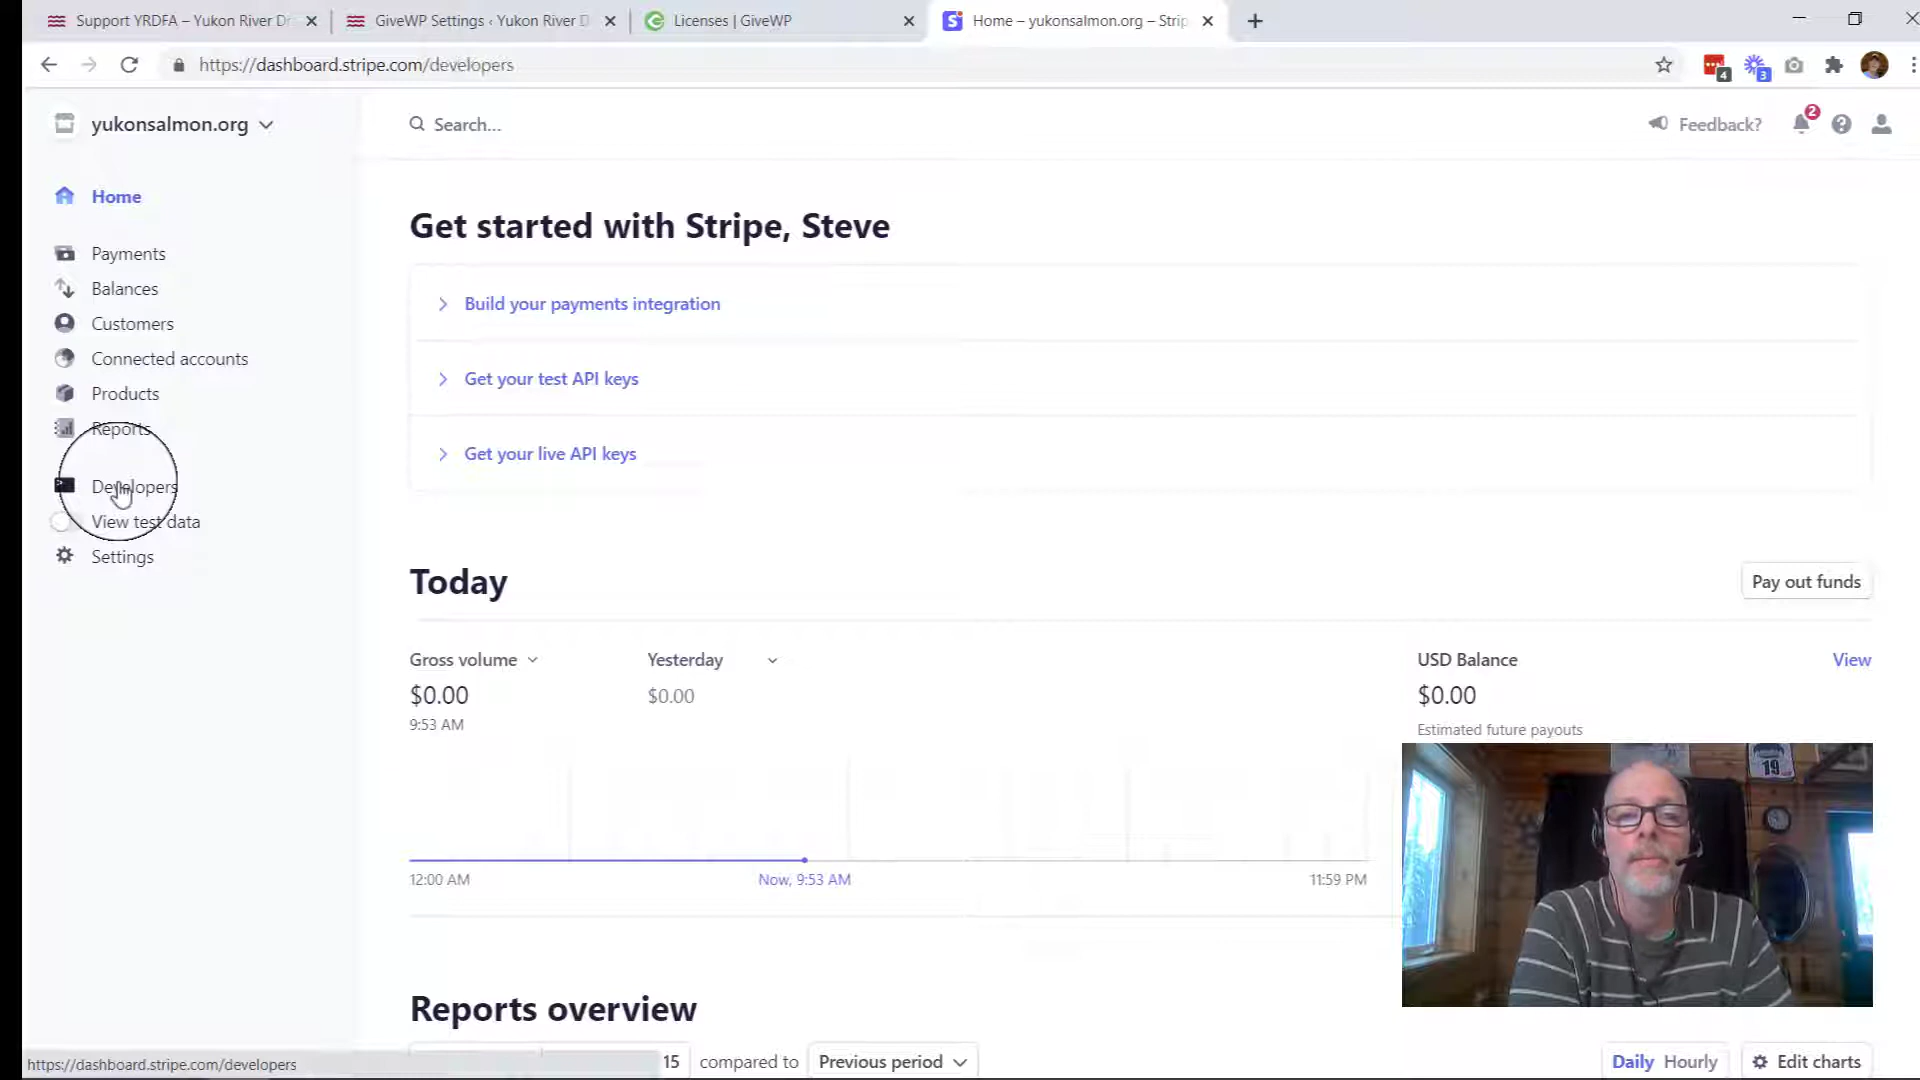 Support YRDFA – Yukon River Dr
GiveWP Settings ‹ Yukon River D
Licenses | GiveWP
Home – yukonsalmon.org – Strip
https://dashboard.stripe.com/developers
4
3
yukonsalmon.org
Search...
Feedback?
2
Home
Payments
Balances
Customers
Connected accounts
Products
Reports
Developers
View test data
Settings
Get started with Stripe, Steve
Build your payments integration
Get your test API keys
Get your live API keys
Today
Pay out funds
Gross volume
Yesterday
USD Balance
View
$0.00
$0.00
$0.00
9:53 AM
Estimated future payouts
19
12:00 AM
Now, 9:53 AM
11:59 PM
Reports overview
15
compared to
Previous period
Daily
Hourly
Edit charts
https://dashboard.stripe.com/developers